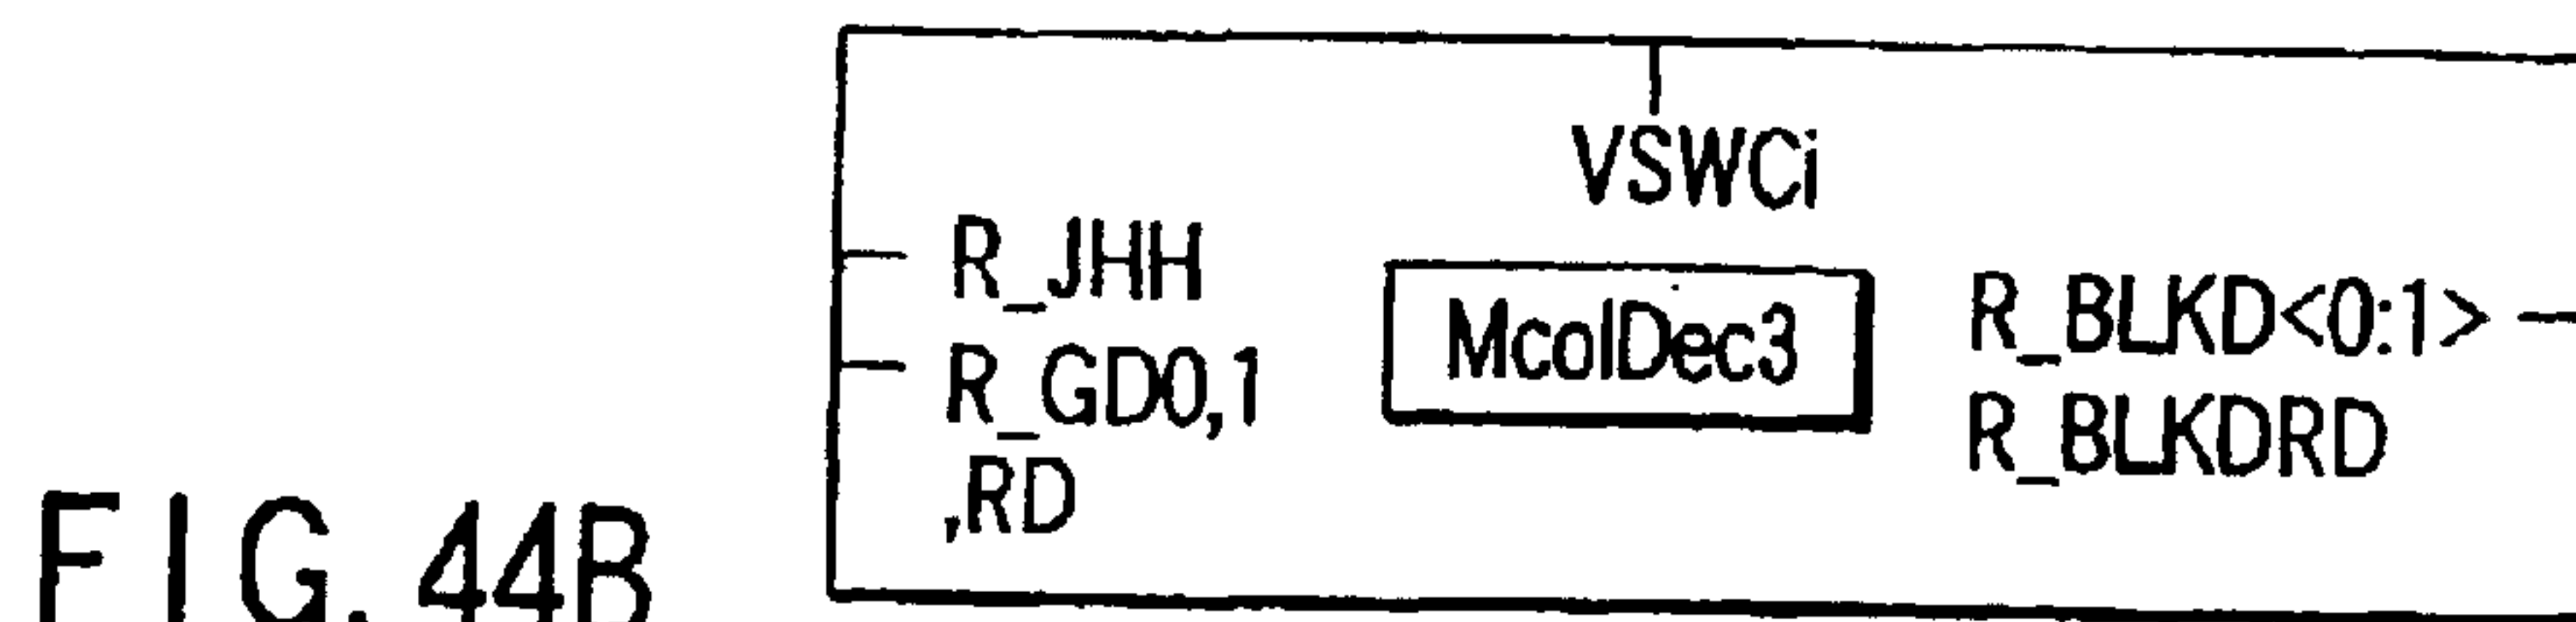 VSWCi
R_JHH
R_GD0,1
,RD
McolDec3
R_BLKD<0:1>
R_BLKDRD
FIG. 44B